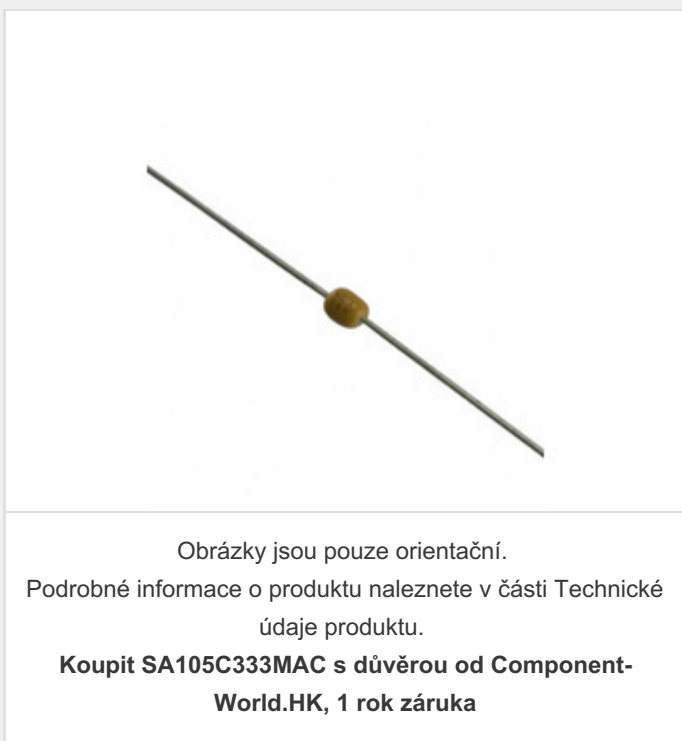 Obrázky jsou pouze orientační.
Podrobné informace o produktu naleznete v části Technické
údaje produktu.
Koupit SA105C333MAC s důvěrou od Component-
World.HK, 1 rok záruka